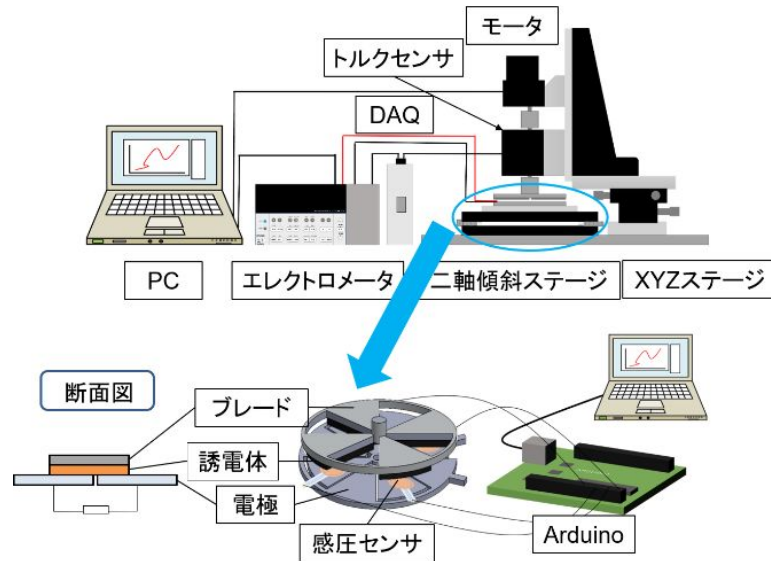 モータ
トルクセンサ
DAQ
PC
エレクトロメータ
二軸傾斜ステージ
XYZステージ
断面図
ブレード
誘電体
電極
感圧センサ
Arduino